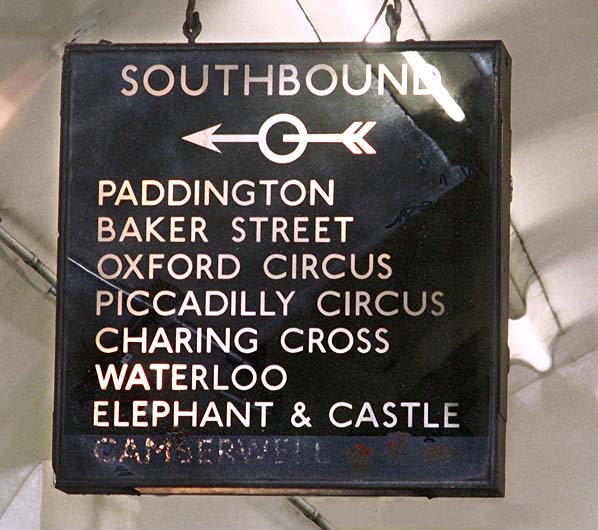 SOUTHBOUND
PADDINGTON
BAKER STREET
OXFORD CIRCUS
PICCADILLY CIRCUS
CHARING CROSS
WATERLOO
ELEPHANT & CASTLE
CAMBERWELL